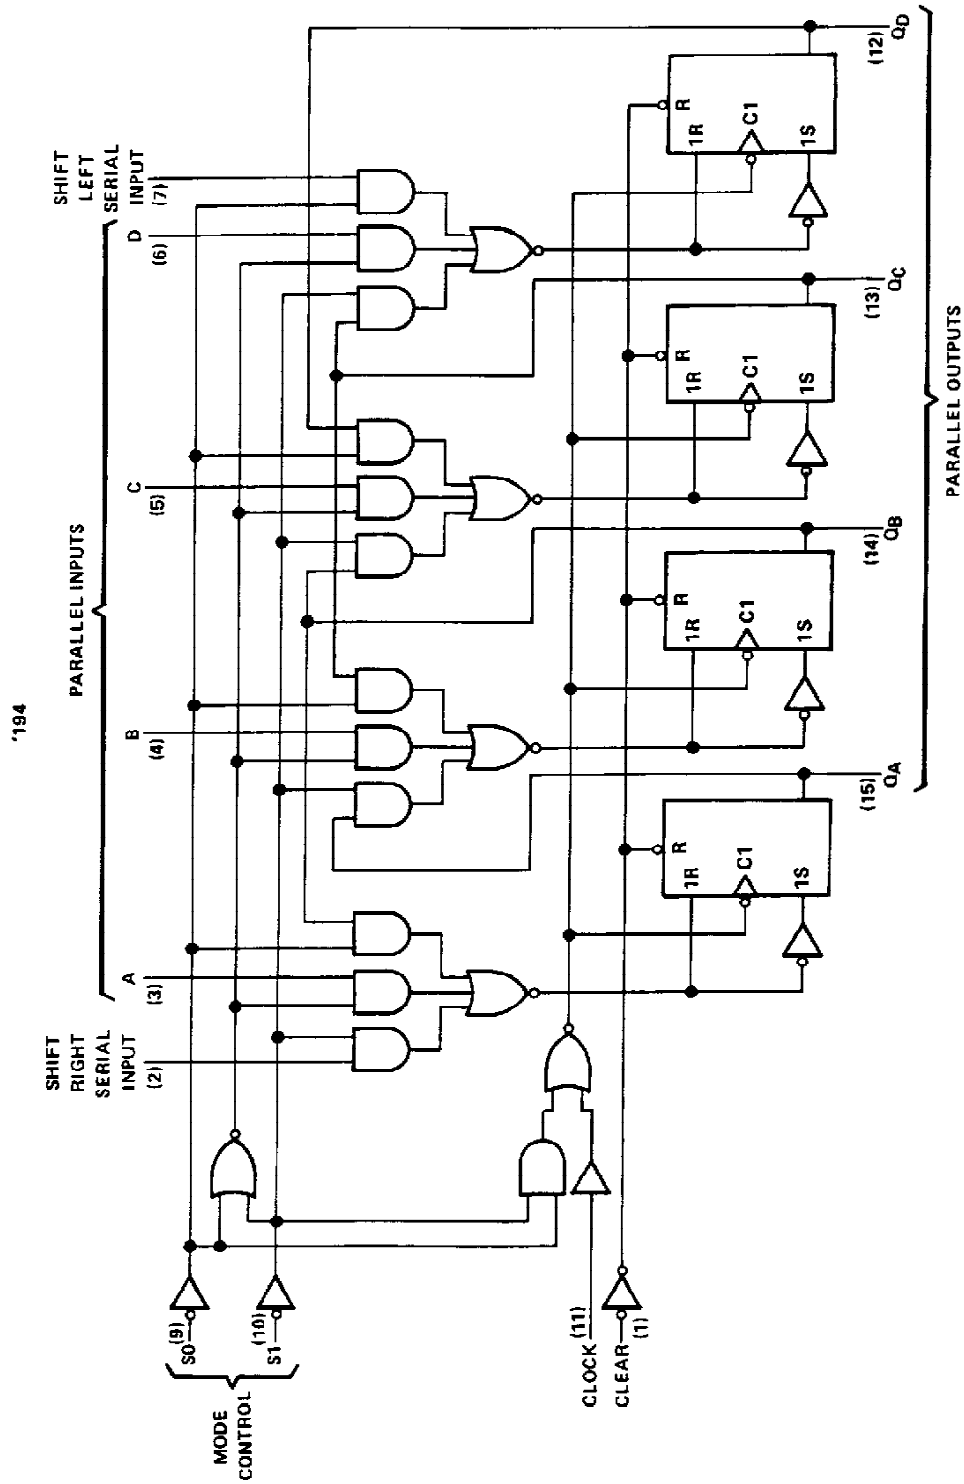 '194
PARALLEL INPUTS
SHIFT
RIGHT
SERIAL
INPUT
(2)
A
(3)
B
(4)
C
(5)
D
(6)
SHIFT
LEFT
SERIAL
INPUT
(7)
MODE
CONTROL
S0
(9)
S1
(10)
CLOCK
(11)
CLEAR
(1)
1R
C1
1S
R
1R
C1
1S
R
1R
C1
1S
R
1R
C1
1S
R
(15)
QA
(14)
QB
(13)
QC
(12)
QD
PARALLEL OUTPUTS